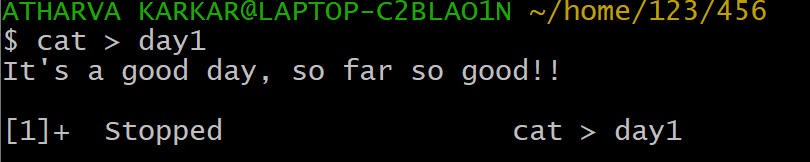 ATHARVA KARKAR@LAPTOP-C2BLAO1N ~/home/123/456
$ cat > day1
It's a good day, so far so good!!
[1]+  Stopped                 cat > day1